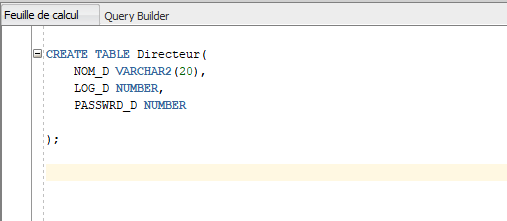 Feuille de calcul Query Builder
CREATE TABLE Directeur(
NOM_D VARCHAR2(20),
LOG_D NUMBER,
PASSWRD_D NUMBER
);